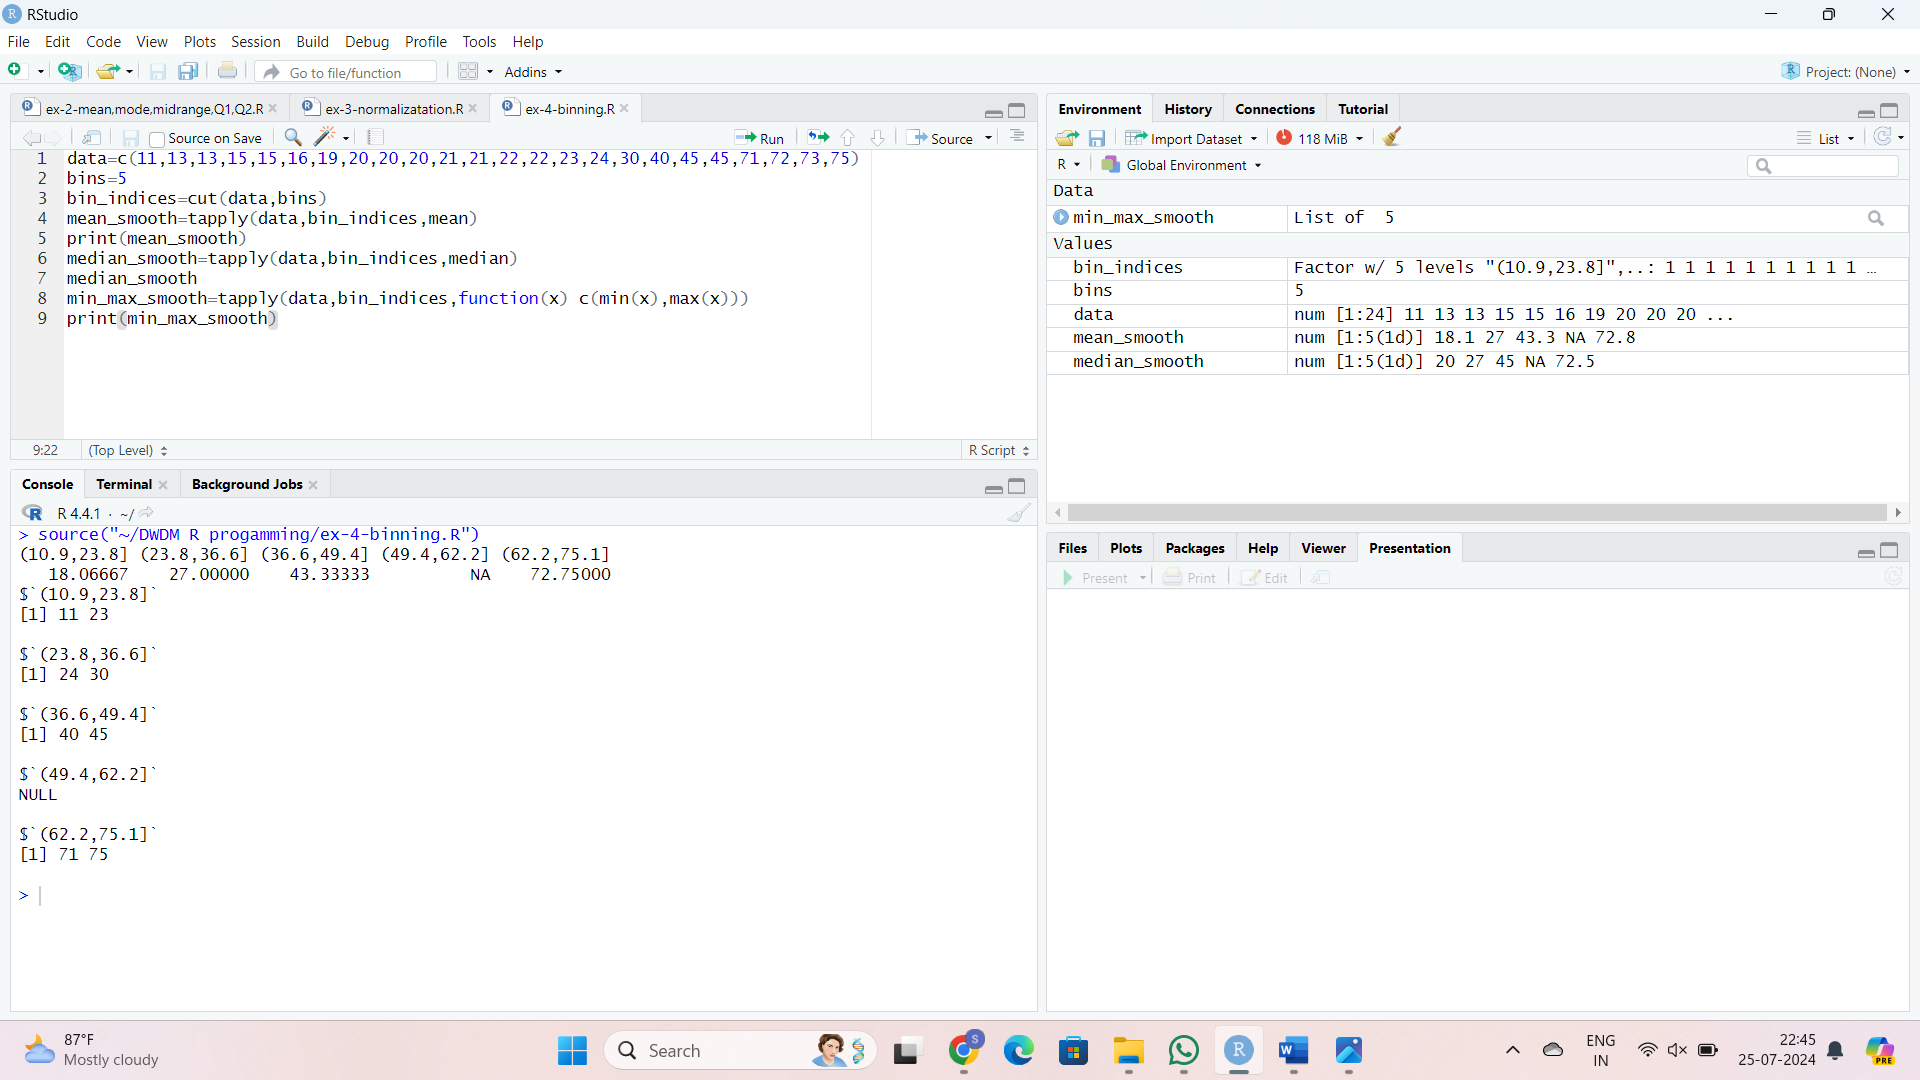 RStudio
File Edit Code View Plots Session Build Debug Profile Tools Help
Go to file/function Addins Project: (None)
ex-2-mean,mode,midrange,Q1,Q2.R ex-3-normalizatation.R ex-4-binning.R
Source on Save Run Source
1 data=c(11,13,13,15,15,16,19,20,20,20,21,21,22,22,23,24,30,40,45,45,71,72,73,75)
2 bins=5
3 bin_indices=cut(data,bins)
4 mean_smooth=tapply(data,bin_indices,mean)
5 print(mean_smooth)
6 median_smooth=tapply(data,bin_indices,median)
7 median_smooth
8 min_max_smooth=tapply(data,bin_indices,function(x) c(min(x),max(x)))
9 print(min_max_smooth)
9:22 (Top Level) R Script
Console Terminal Background Jobs
R 4.4.1 · ~/
> source("~/DWDM R progamming/ex-4-binning.R")
(10.9,23.8] (23.8,36.6] (36.6,49.4] (49.4,62.2] (62.2,75.1]
18.06667 27.00000 43.33333 NA 72.75000
$`(10.9,23.8]`
[1] 11 23
$`(23.8,36.6]`
[1] 24 30
$`(36.6,49.4]`
[1] 40 45
$`(49.4,62.2]`
NULL
$`(62.2,75.1]`
[1] 71 75
>
Environment History Connections Tutorial
Import Dataset 118 MiB List
R Global Environment
Data
min_max_smooth List of 5
Values
bin_indices Factor w/ 5 levels "(10.9,23.8]",..: 1 1 1 1 1 1 1 1 1 1 …
bins 5
data num [1:24] 11 13 13 15 15 16 19 20 20 20 ...
mean_smooth num [1:5(1d)] 18.1 27 43.3 NA 72.8
median_smooth num [1:5(1d)] 20 27 45 NA 72.5
Files Plots Packages Help Viewer Presentation
Present Print Edit
87°F
Mostly cloudy
Search
S
R
W
ENG
IN
22:45
25-07-2024
PRE